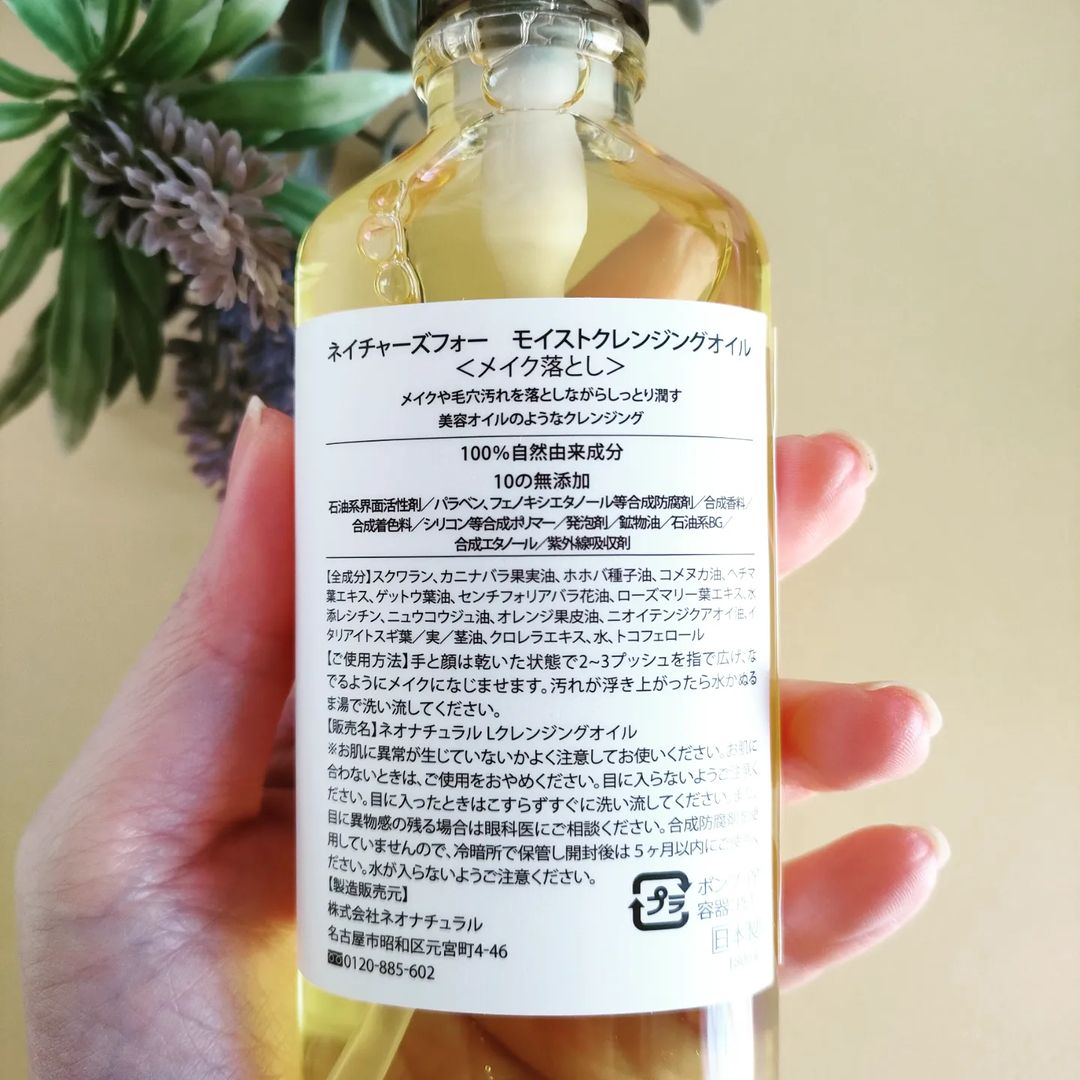 ネイチャーズフォー　モイストクレンジングオイル
＜メイク落とし＞
メイクや毛穴汚れを落としながらしっとり潤す
美容オイルのようなクレンジング
100％自然由来成分
10の無添加
石油系界面活性剤／パラベン、フェノキシエタノール等合成防腐剤／合成香料／
合成着色料／シリコン等合成ポリマー／発泡剤／鉱物油／石油系BG／
合成エタノール／紫外線吸収剤
【全成分】スクワラン、カニナバラ果実油、ホホバ種子油、コメヌカ油、ヘチマ
葉エキス、ゲットウ葉油、センチフォリアバラ花油、ローズマリー葉エキス、水
添レシチン、ニュウコウジュ油、オレンジ果皮油、ニオイテンジクアオイ油、イ
タリアイトスギ葉／実／茎油、クロレラエキス、水、トコフェロール
【ご使用方法】手と顔は乾いた状態で2~3プッシュを指で広げ、な
でるようにメイクになじませます。汚れが浮き上がったら水かぬる
ま湯で洗い流してください。
【販売名】ネオナチュラル Lクレンジングオイル
※お肌に異常が生じていないかよく注意してお使いください。お肌に
合わないときは、ご使用をおやめください。目に入らないようご注意く
ださい。目に入ったときはこすらずすぐに洗い流してください。また、
目に異物感の残る場合は眼科医にご相談ください。合成防腐剤を使
用していませんので、冷暗所で保管し開封後は5ヶ月以内にご使用く
ださい。水が入らないようご注意ください。
【製造販売元】
株式会社ネオナチュラル
名古屋市昭和区元宮町4-46
0120-885-602
プラ
容器
日本製